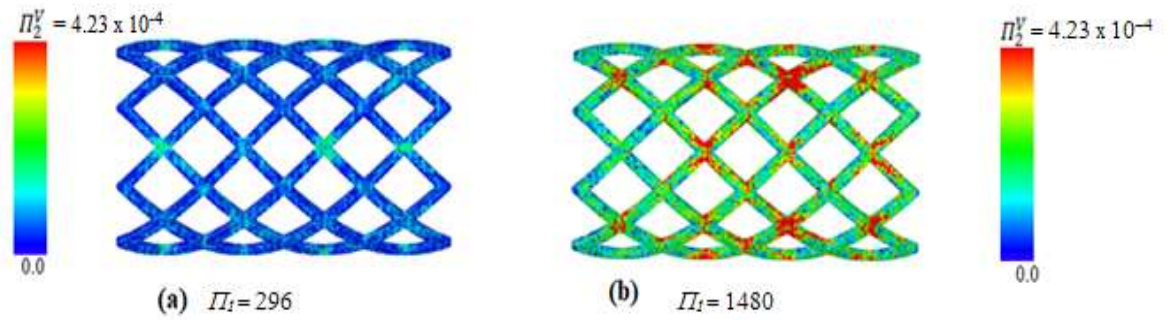 Π₂ⱽ = 4.23 x 10⁻⁴
0.0
(a) Π₁ = 296
Π₂ⱽ = 4.23 x 10⁻⁴
0.0
(b) Π₁ = 1480